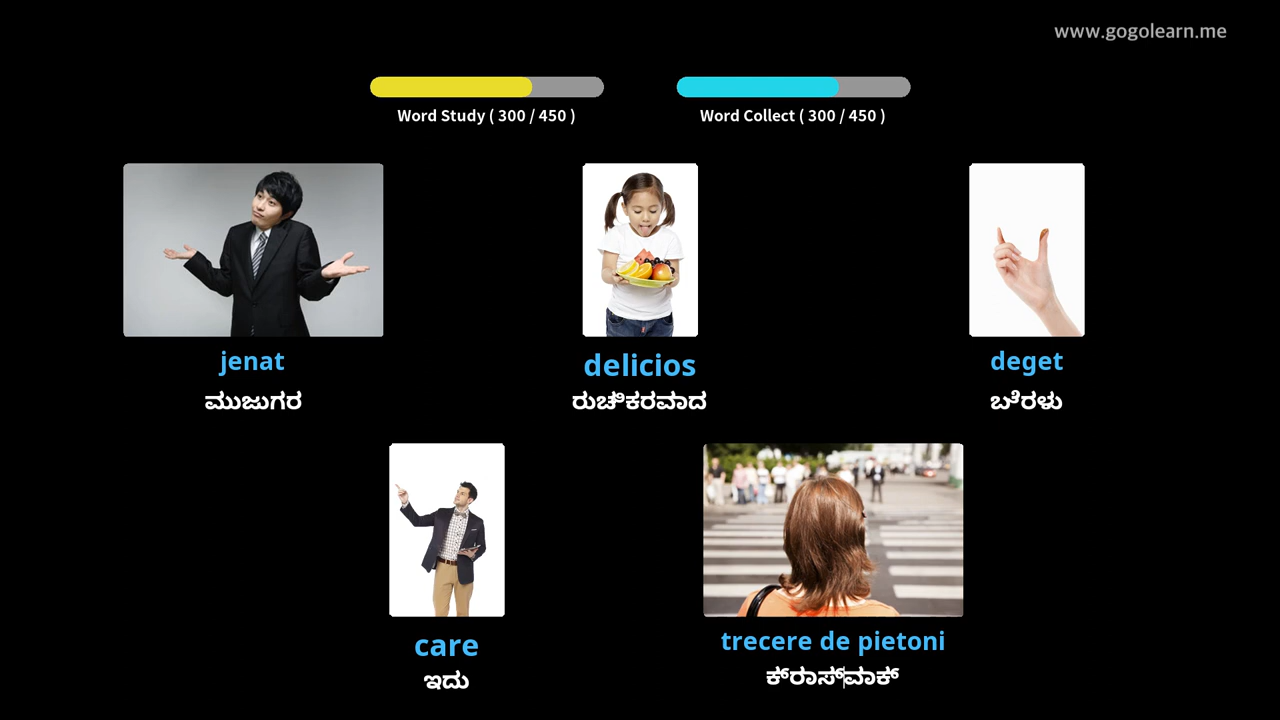 www.gogolearn.me
Word Study ( 300 / 450 )
Word Collect ( 300 / 450 )
jenat
ಮುಜುಗರ
delicios
ರುಚಿಕರವಾದ
deget
ಬೆರಳು
care
ಇದು
trecere de pietoni
ಕ್ರಾಸ್‌ವಾಕ್